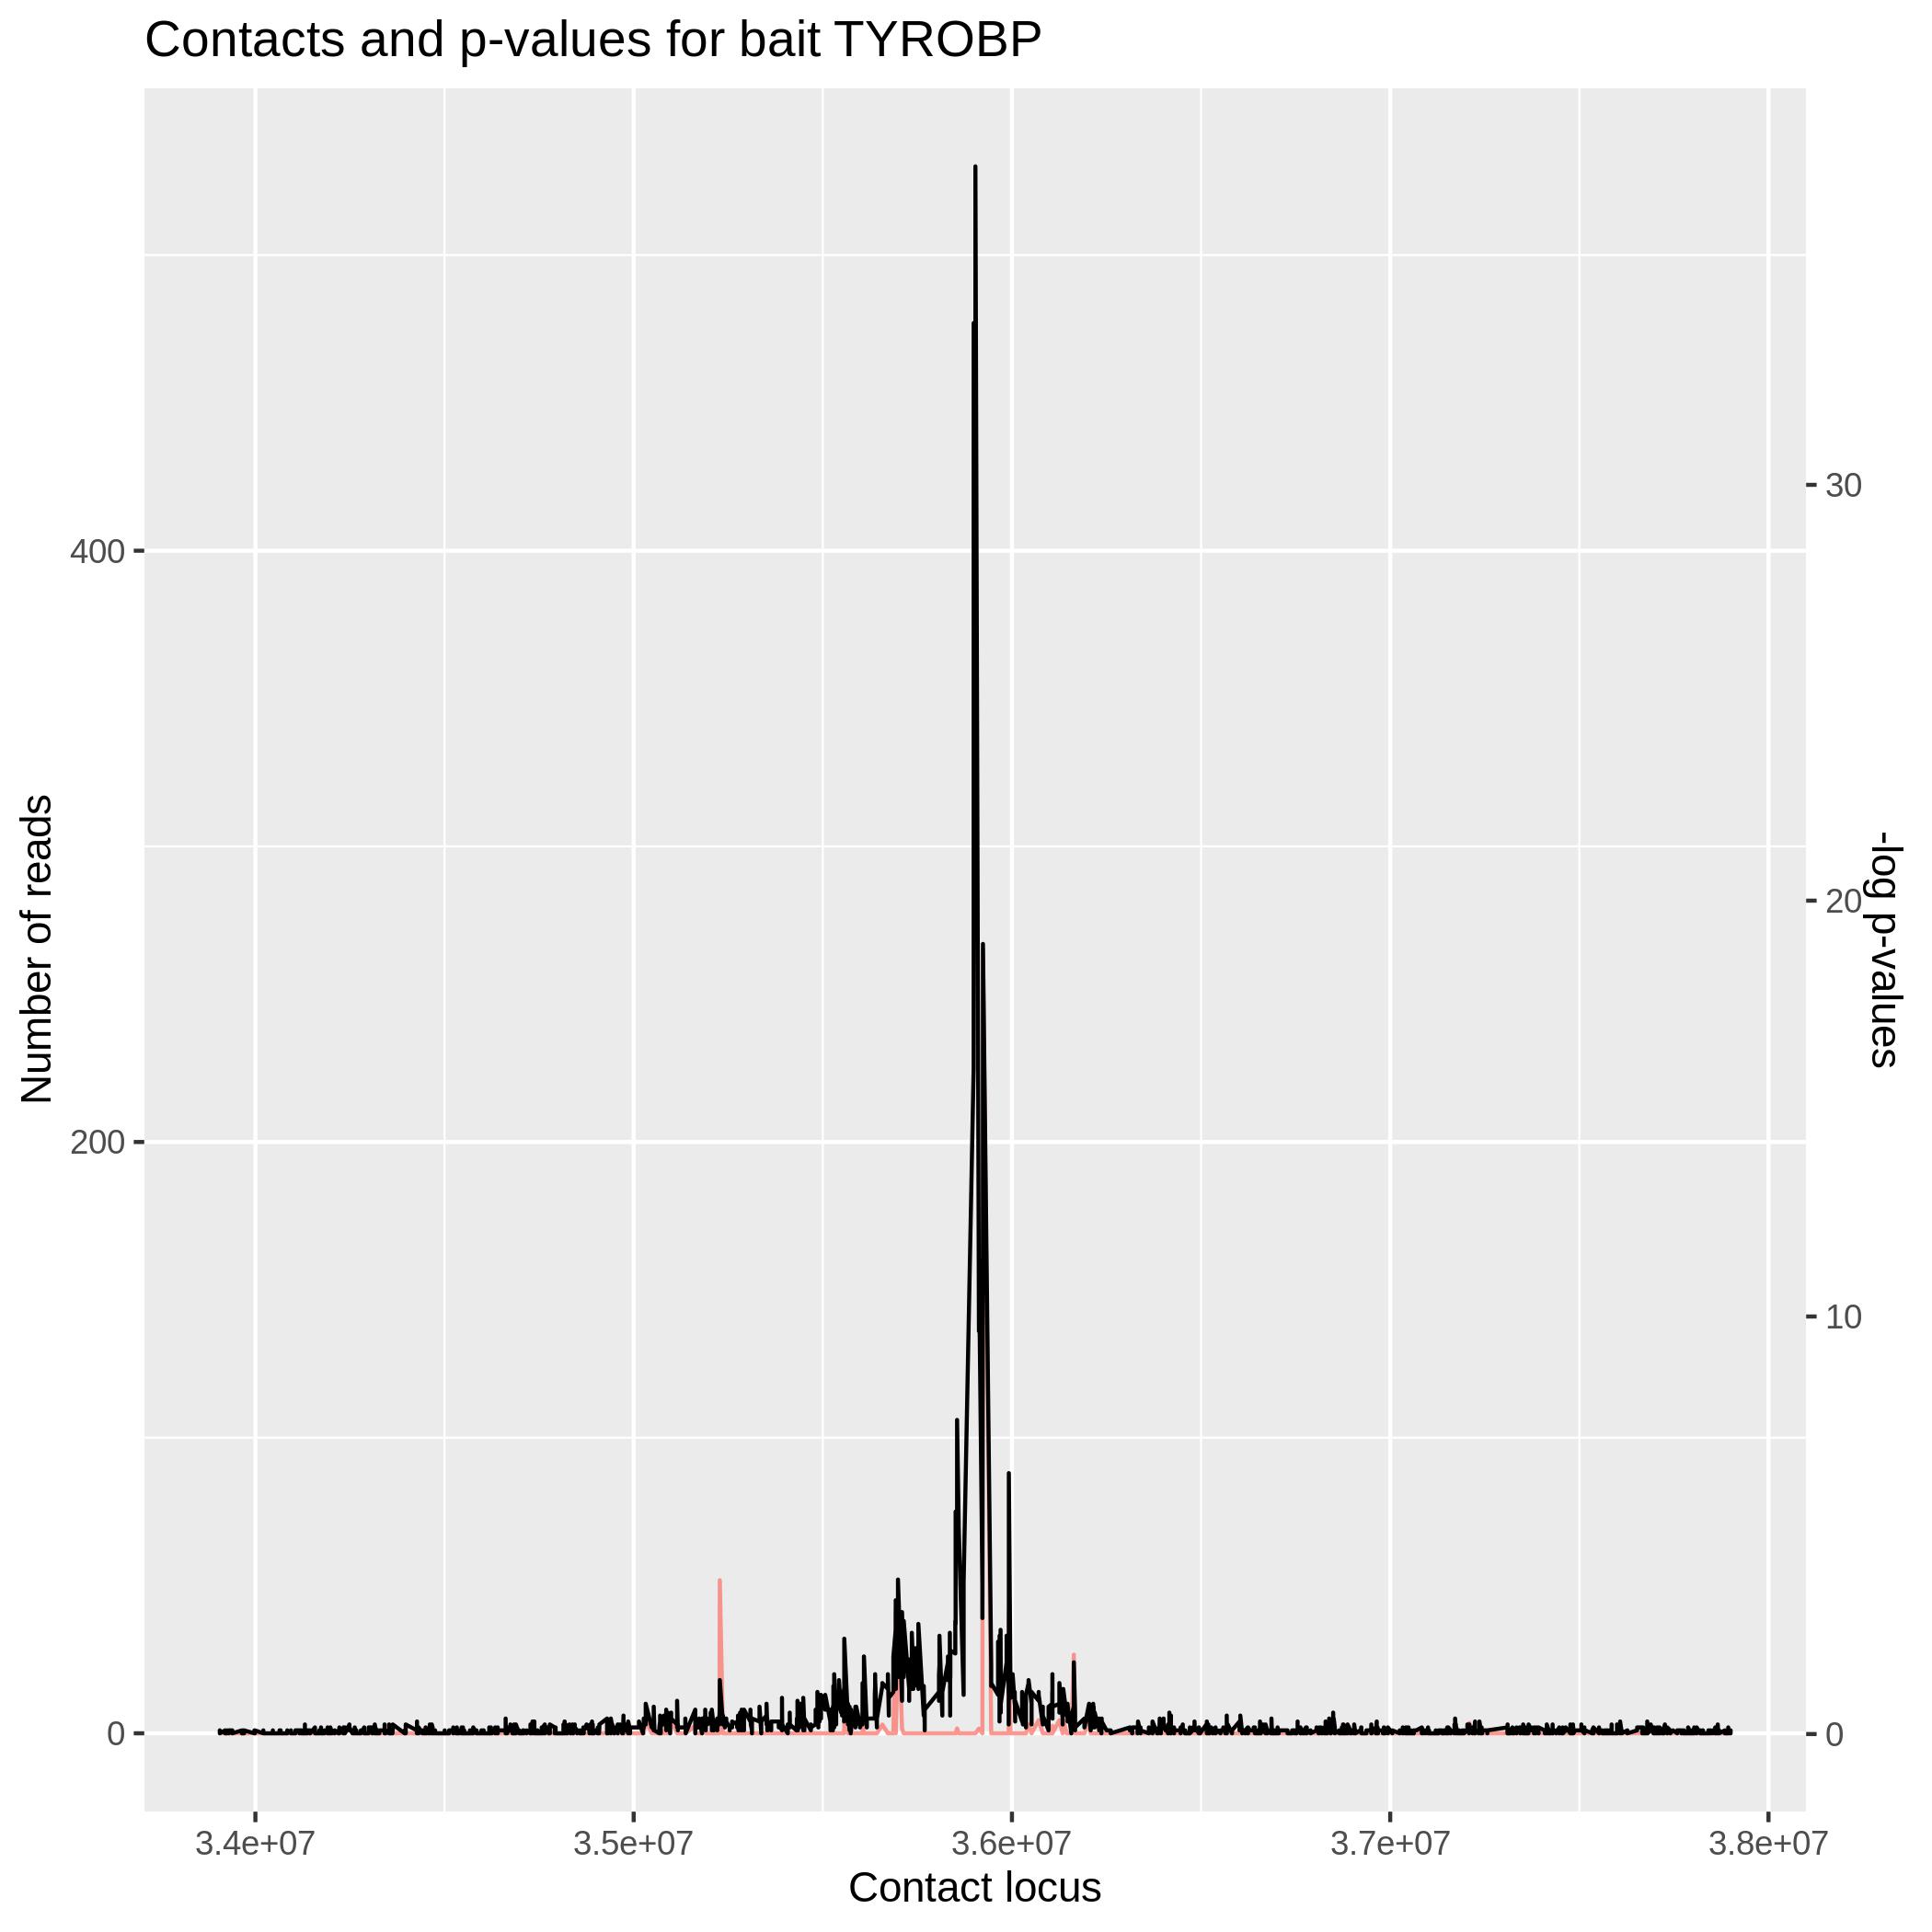 Contacts and p-values for bait TYROBP
Number of reads
400
200
0
30
20
10
0
-log p-values
3.4e+07 3.5e+07 3.6e+07 3.7e+07 3.8e+07
Contact locus